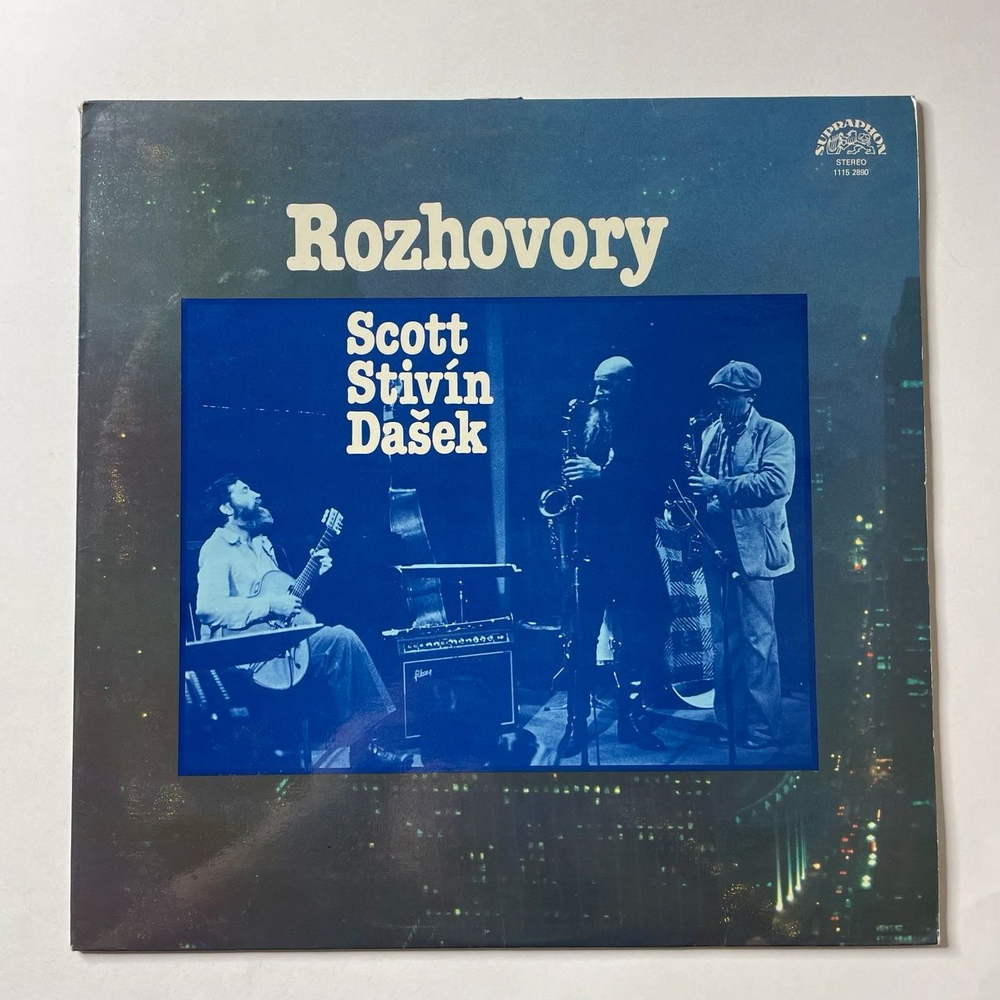 SUPRAPHON
STEREO
1115 2890
Rozhovory
Scott
Stivín
Dašek